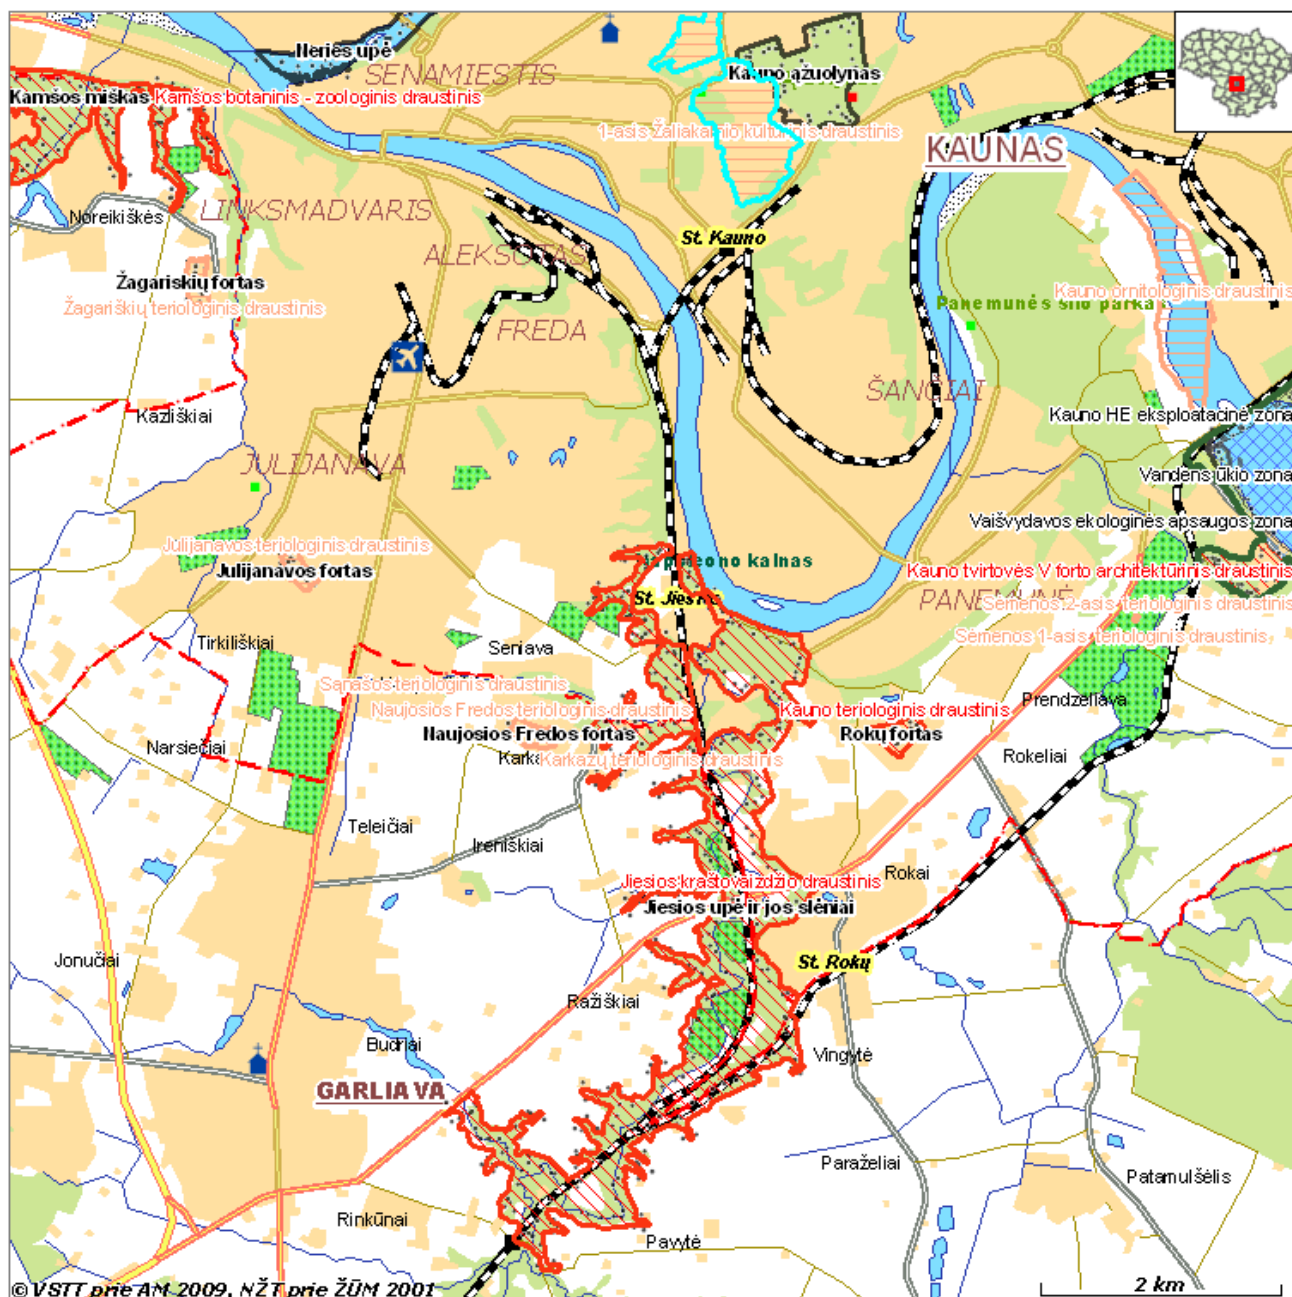 Neries upė
SENAMIESTIS
Kauno ąžuolynas
Kamšos miškas
Kamšos botaninis - zoologinis draustinis
1-asis Žaliakalnio kultūrinis draustinis
KAUNAS
Noreikiškės
LINKSMADVARIS
St. Kauno
ALEKSOTAS
Žagariškių fortas
Žagariškių teriologinis draustinis
Kauno ornitologinis draustinis
Panemunės šilo parkas
FREDA
ŠANČIAI
Kazliškiai
Kauno HE eksploatacinė zona
JULIJANAVA
Vandens ūkio zona
Vaišvydavos ekologinės apsaugos zona
Julijanavos teriologinis draustinis
Julijanavos fortas
Napoleono kalnas
Kauno tvirtovės V forto architektūrinis draustinis
St. Jiesia
PANEMUNĖ
Sėmenos 2-asis teriologinis draustinis
Sėmenos 1-asis teriologinis draustinis
Tirkiliškiai
Seniava
Sanašos teriologinis draustinis
Prendzeliava
Naujosios Fredos teriologinis draustinis
Kauno teriologinis draustinis
Naujosios Fredos fortas
Rokų fortas
Narsiečiai
Karkazų teriologinis draustinis
Rokeliai
Teleičiai
Ireniškiai
Rokai
Jiesios kraštovaizdžio draustinis
Jiesios upė ir jos slėniai
Jonučiai
St. Rokų
Ražiškiai
Budriai
Vingytė
GARLIAVA
Paraželiai
Patamulšėlis
Rinkūnai
Pavytė
© VSTT prie AM 2009, NŽT prie ŽŪM 2001
2 km